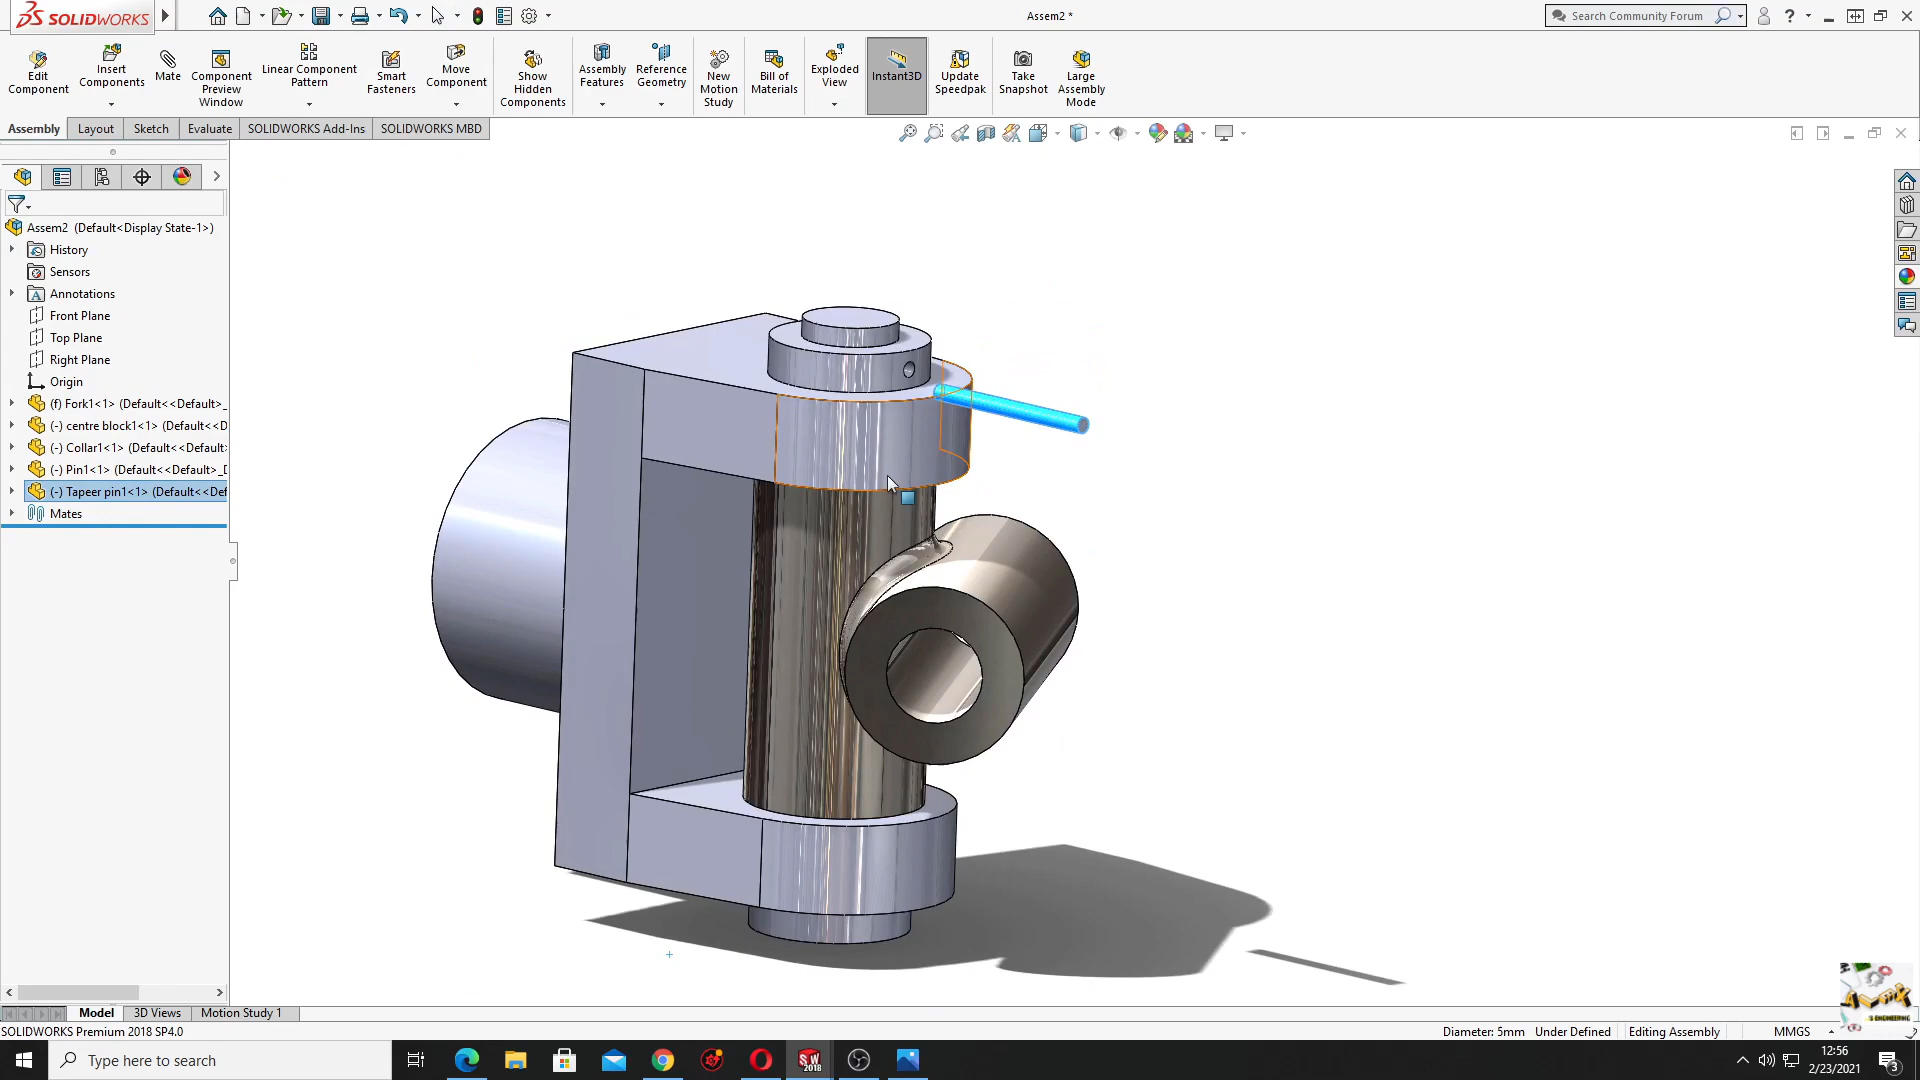 SOLIDWORKS
Assem2 *
Search Community Forum
Edit Component
Insert Components
Mate
Component Preview Window
Linear Component Pattern
Smart Fasteners
Move Component
Show Hidden Components
Assembly Features
Reference Geometry
New Motion Study
Bill of Materials
Exploded View
Instant3D
Update Speedpak
Take Snapshot
Large Assembly Mode
Assembly
Layout
Sketch
Evaluate
SOLIDWORKS Add-Ins
SOLIDWORKS MBD
Assem2 (Default<Display State-1>)
History
Sensors
Annotations
Front Plane
Top Plane
Right Plane
Origin
(f) Fork1<1> (Default<<Default>_
(-) centre block1<1> (Default<<D
(-) Collar1<1> (Default<<Default>
(-) Pin1<1> (Default<<Default>_D
(-) Tapeer pin1<1> (Default<<Def
Mates
Model
3D Views
Motion Study 1
SOLIDWORKS Premium 2018 SP4.0
Diameter: 5mm
Under Defined
Editing Assembly
MMGS
Type here to search
SW 2018
12:56
2/23/2021
3